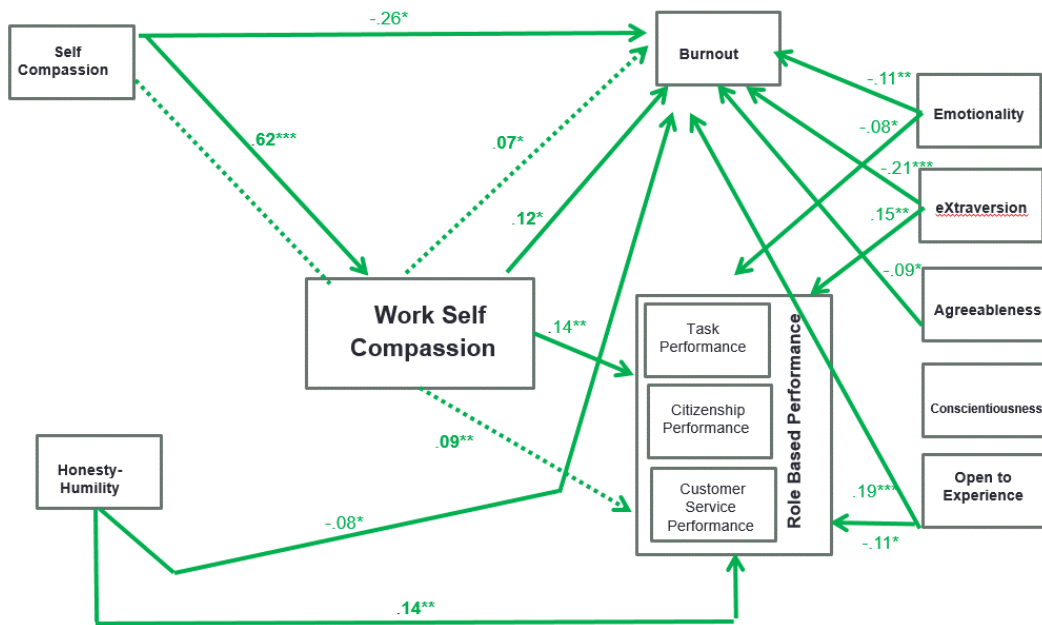 -.26*
Self
Compassion
Burnout
-.11**
Emotionality
-.08*
.62***
.07*
-.21***
eXtraversion
.15**
.12*
-.09*
Work Self
Compassion
Agreeableness
.14**
Task
Performance
Role Based Performance
Citizenship
Performance
Conscientiousness
.09**
Honesty-
Humility
Customer
Service
Performance
Open to
Experience
.19***
-.08*
-.11*
.14**